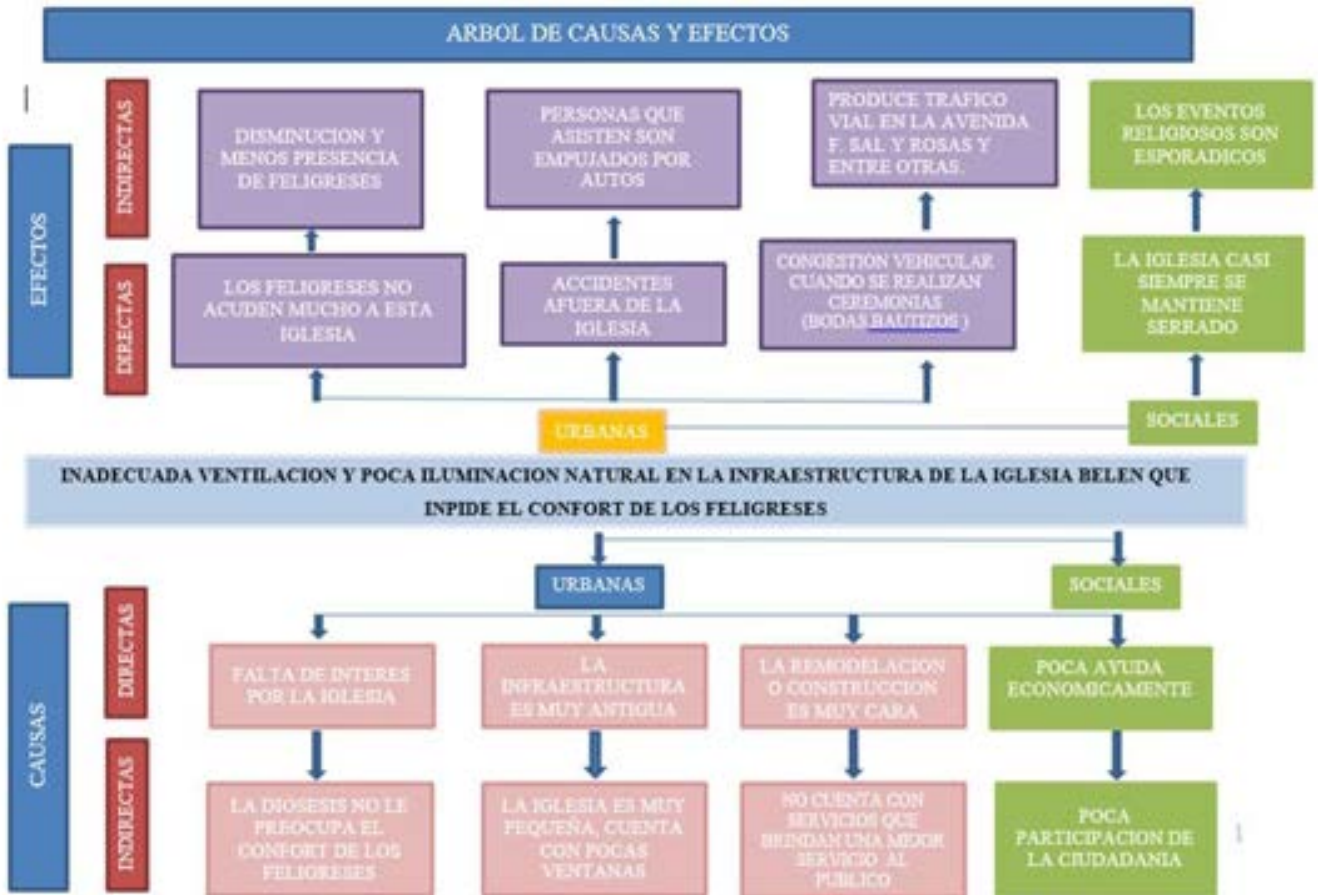 ARBOL DE CAUSAS Y EFECTOS
EFECTOS
INDIRECTAS
DISMINUCION Y
MENOS PRESENCIA
DE FELIGRESES
PERSONAS QUE
ASISTEN SON
EMPUJADOS POR
AUTOS
PRODUCE TRAFICO
VIAL EN LA AVENIDA
F. SAL Y ROSAS Y
ENTRE OTRAS.
LOS EVENTOS
RELIGIOSOS SON
ESPORADICOS
DIRECTAS
LOS FELIGRESES NO
ACUDEN MUCHO A ESTA
IGLESIA
ACCIDENTES
AFUERA DE LA
IGLESIA
CONGESTION VEHICULAR
CUANDO SE REALIZAN
CEREMONIAS
(BODAS,BAUTIZOS )
LA IGLESIA CASI
SIEMPRE SE
MANTIENE
SERRADO
URBANAS
SOCIALES
INADECUADA VENTILACION Y POCA ILUMINACION NATURAL EN LA INFRAESTRUCTURA DE LA IGLESIA BELEN QUE
INPIDE EL CONFORT DE LOS FELIGRESES
URBANAS
SOCIALES
CAUSAS
DIRECTAS
FALTA DE INTERES
POR LA IGLESIA
LA
INFRAESTRUCTURA
ES MUY ANTIGUA
LA REMODELACION
O CONSTRUCCION
ES MUY CARA
POCA AYUDA
ECONOMICAMENTE
INDIRECTAS
LA DIOSESIS NO LE
PREOCUPA EL
CONFORT DE LOS
FELIGRESES
LA IGLESIA ES MUY
PEQUEÑA, CUENTA
CON POCAS
VENTANAS
NO CUENTA CON
SERVICIOS QUE
BRINDAN UNA MEJOR
SERVICIO AL
PUBLICO
POCA
PARTICIPACION DE
LA CIUDADANIA